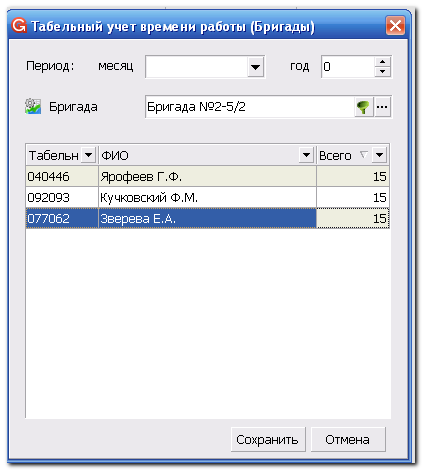 Табельный учет времени работы (Бригады)
Период: месяц год 0
Бригада Бригада №2-5/2 ...
Табельн ФИО Всего
040446 Ярофеев Г.Ф. 15
092093 Кучковский Ф.М. 15
077062 Зверева Е.А. 15
Сохранить Отмена